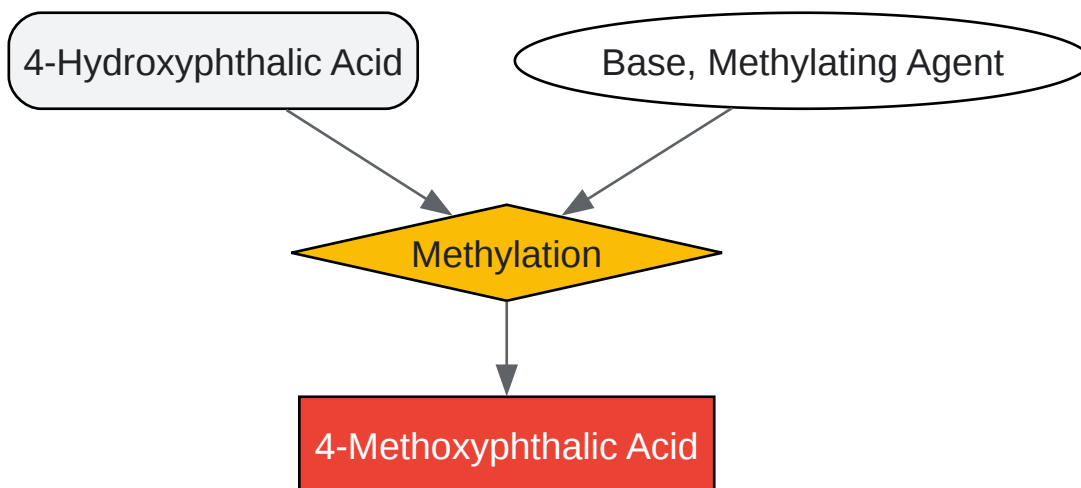 4-Hydroxyphthalic Acid
Base, Methylating Agent
Methylation
4-Methoxyphthalic Acid